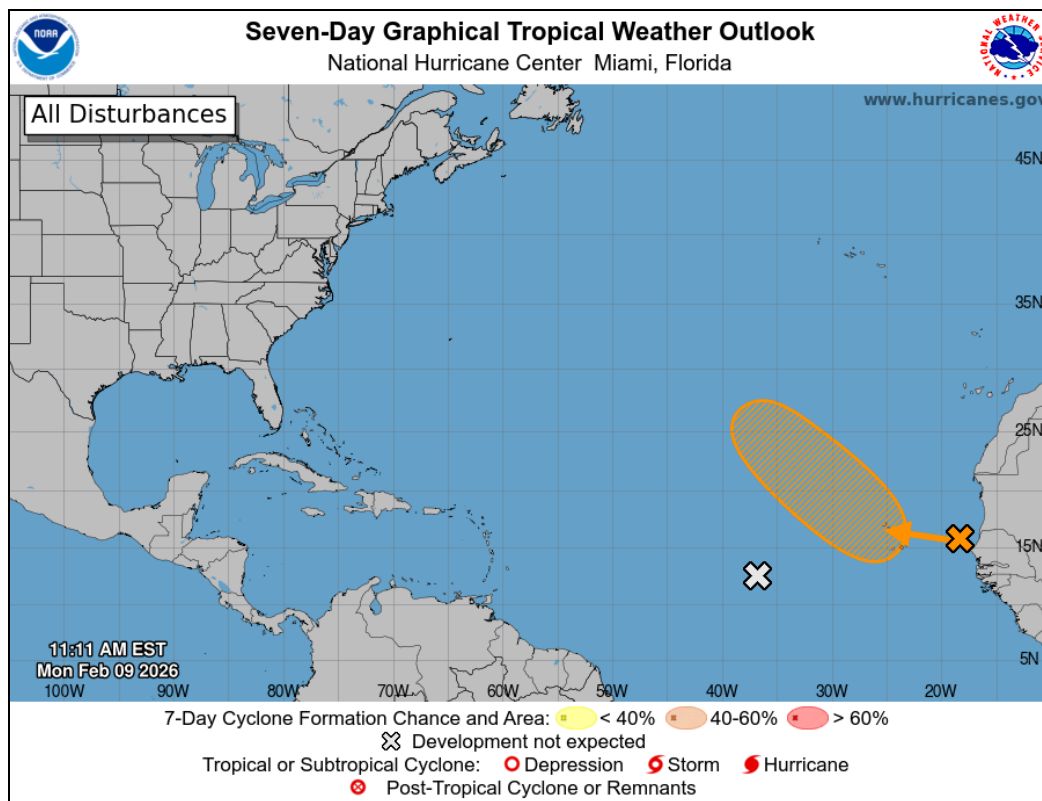 Seven-Day Graphical Tropical Weather Outlook
National Hurricane Center  Miami, Florida
NOAA
All Disturbances
www.hurricanes.gov
45N
35N
25N
15N
5N
11:11 AM EST
Mon Feb 09 2026
100W 90W 80W 70W 60W 50W 40W 30W 20W
7-Day Cyclone Formation Chance and Area: < 40% 40-60% > 60%
Development not expected
Tropical or Subtropical Cyclone: Depression Storm Hurricane
Post-Tropical Cyclone or Remnants